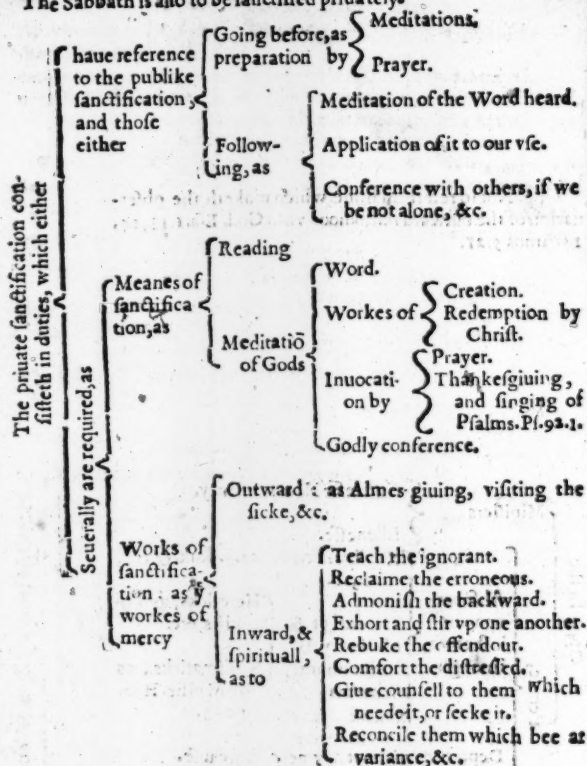 The Sabbath is also to be sanctified privately.
The priuate sanctification con-
sisteth in duties, which either
haue reference
to the publike
sanctification,
and those
either
Going before, as
preparation by
Meditations.
Prayer.
Follow-
ing, as
Meditation of the Word heard.
Application of it to our vse.
Conference with others, if we
be not alone, &c.
Seuerally are required, as
Meanes of
sanctifica
tion, as
Reading
Meditatiō
of Gods
Word.
Workes of
Creation.
Redemption by
Christ.
Inuocati-
on by
Prayer.
Thankesgiuing,
and singing of
Psalms. Ps. 92. 1.
Godly conference.
Works of
sanctifica-
tion: as yͤ
workes of
mercy
Outward: as Almes-giuing, visiting the
sicke, &c.
Inward, &
spirituall,
as to
Teach the ignorant.
Reclaime the erroneous.
Admonish the backward.
Exhort and stir vp one another.
Rebuke the offendour.
Comfort the distressed.
Giue counsell to them which
neede it, or seeke it.
Reconcile them which bee at
variance, &c.